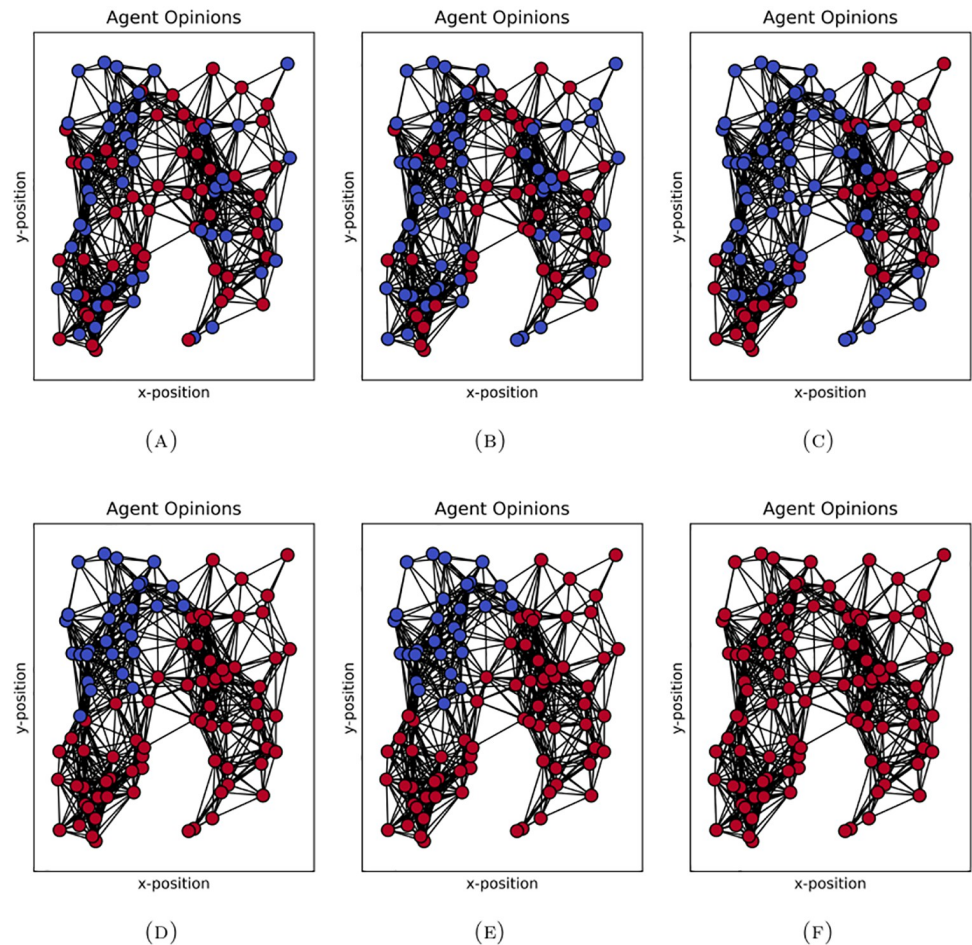 Agent Opinions Agent Opinions Agent Opinions
y-position y-position y-position
x-position x-position x-position
(A) (B) (C)
Agent Opinions Agent Opinions Agent Opinions
y-position y-position y-position
x-position x-position x-position
(D) (E) (F)